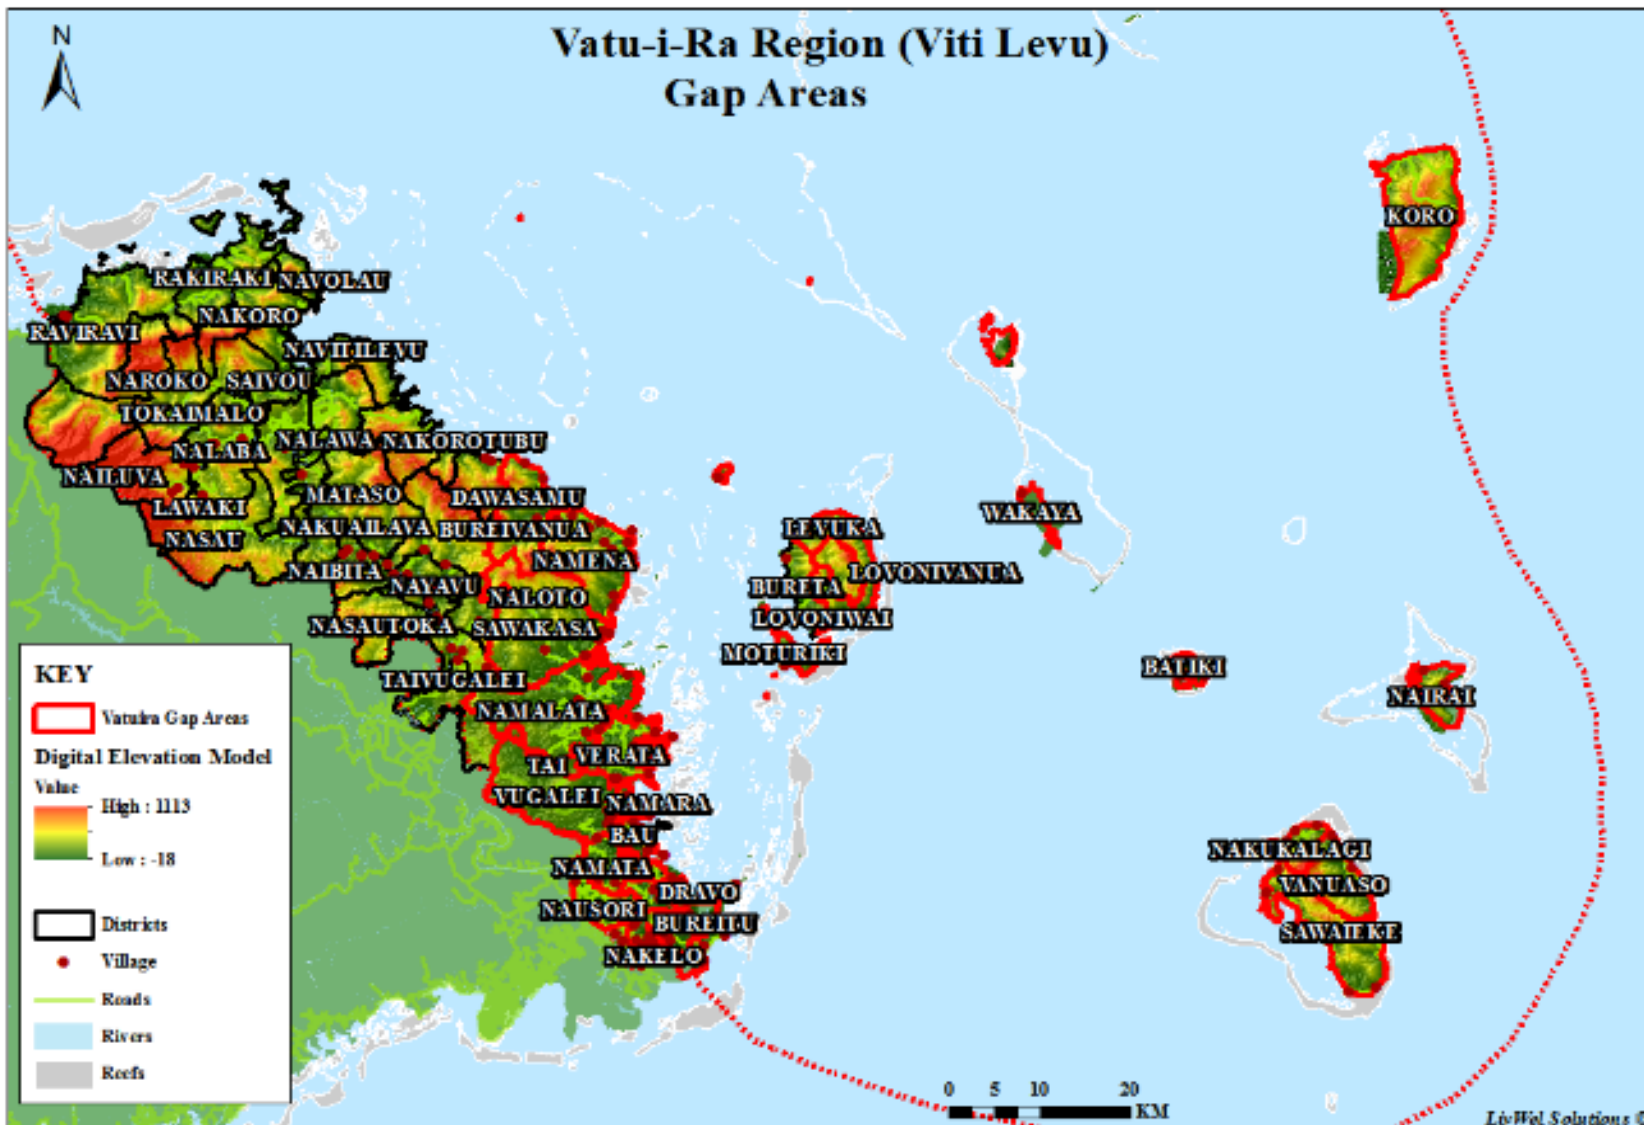 N
Vatu-i-Ra Region (Viti Levu)
Gap Areas
KORO
RAKIRAKI
NAVOLAU
NAKORO
RAVIRAVI
NAVITILEVU
NAROKO
SAIVOU
TOKAIMALO
NALAWA
NAKOROTUBU
NALABA
NAILUVA
MATASO
DAWASAMU
LAWAKI
NAKUAILAVA
BUREIVANUA
NASAU
NAMENA
NAIBITA
NAYAVU
NALOTO
NASAUTOKA
SAWAKASA
TAIVUGALEI
NAMALATA
TAI
VERATA
VUGALEI
NAMARA
BAU
NAMATA
DRAVO
NAUSORI
BUREITU
NAKELO
LEVUKA
WAKAYA
BURETA
LOVONIVANUA
LOVONIWAI
MOTURIKI
BATIKI
NAIRAI
NAKUKALAGI
VANUASO
SAWAIEKE
KEY
Vatuira Gap Areas
Digital Elevation Model
Value
High : 1113
Low : -18
Districts
Village
Roads
Rivers
Reefs
0 5 10 20
KM
LivWel Solutions ©